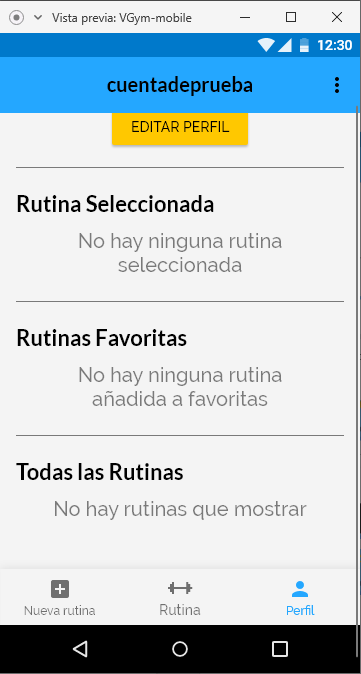 Vista previa: VGym-mobile
12:30
cuentadeprueba
EDITAR PERFIL
Rutina Seleccionada
No hay ninguna rutina
seleccionada
Rutinas Favoritas
No hay ninguna rutina
añadida a favoritas
Todas las Rutinas
No hay rutinas que mostrar
Nueva rutina
Rutina
Perfil